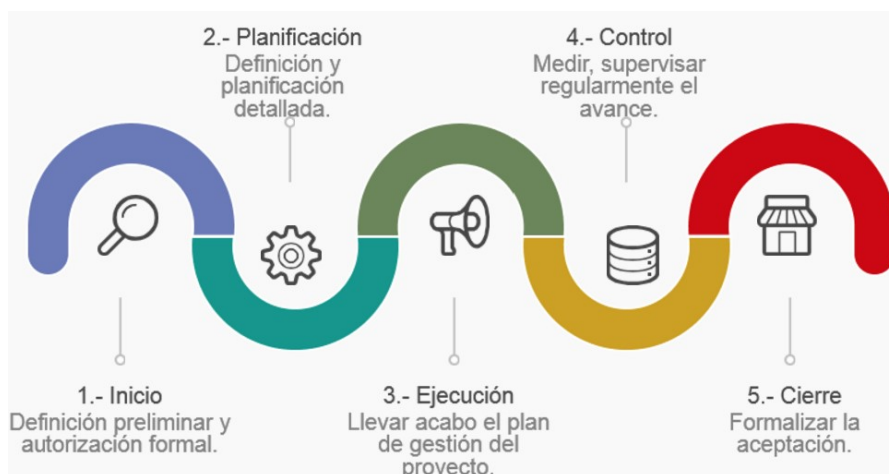 2.- Planificación
Definición y
planificación
detallada.
4.- Control
Medir, supervisar
regularmente el
avance.
1.- Inicio
Definición preliminar y
autorización formal.
3.- Ejecución
Llevar acabo el plan
de gestión del
proyecto.
5.- Cierre
Formalizar la
aceptación.